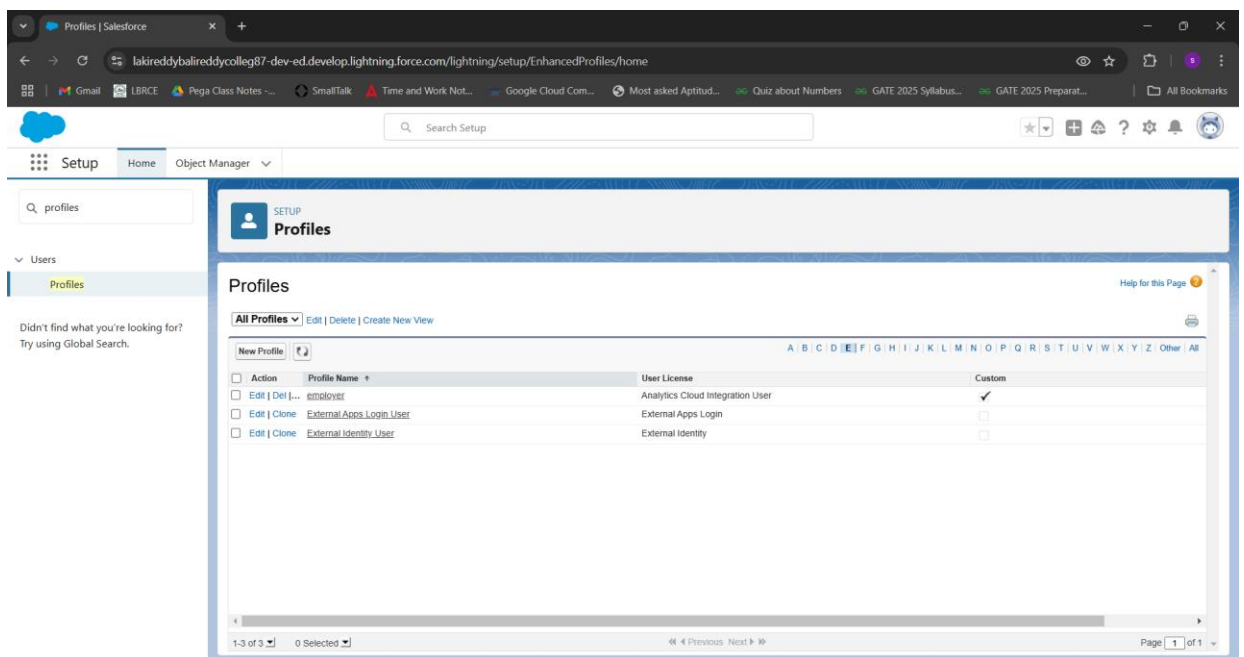 Profiles | Salesforce
lakireddybalireddycolleg87-dev-ed.develop.lightning.force.com/lightning/setup/EnhancedProfiles/home
Gmail LBRCE Pega Class Notes -... SmallTalk Time and Work Not... Google Cloud Com... Most asked Aptitud... Quiz about Numbers GATE 2025 Syllabus... GATE 2025 Preparat... All Bookmarks
Search Setup
Setup Home Object Manager
profiles
SETUP
Profiles
Users
Profiles
Didn't find what you're looking for?
Try using Global Search.
Profiles
Help for this Page
All Profiles Edit | Delete | Create New View
New Profile A | B | C | D | E | F | G | H | I | J | K | L | M | N | O | P | Q | R | S | T | U | V | W | X | Y | Z | Other | All
Action Profile Name User License Custom
Edit | Del |... employer Analytics Cloud Integration User
Edit | Clone External Apps Login User External Apps Login
Edit | Clone External Identity User External Identity
1-3 of 3 0 Selected Previous Next Page 1 of 1